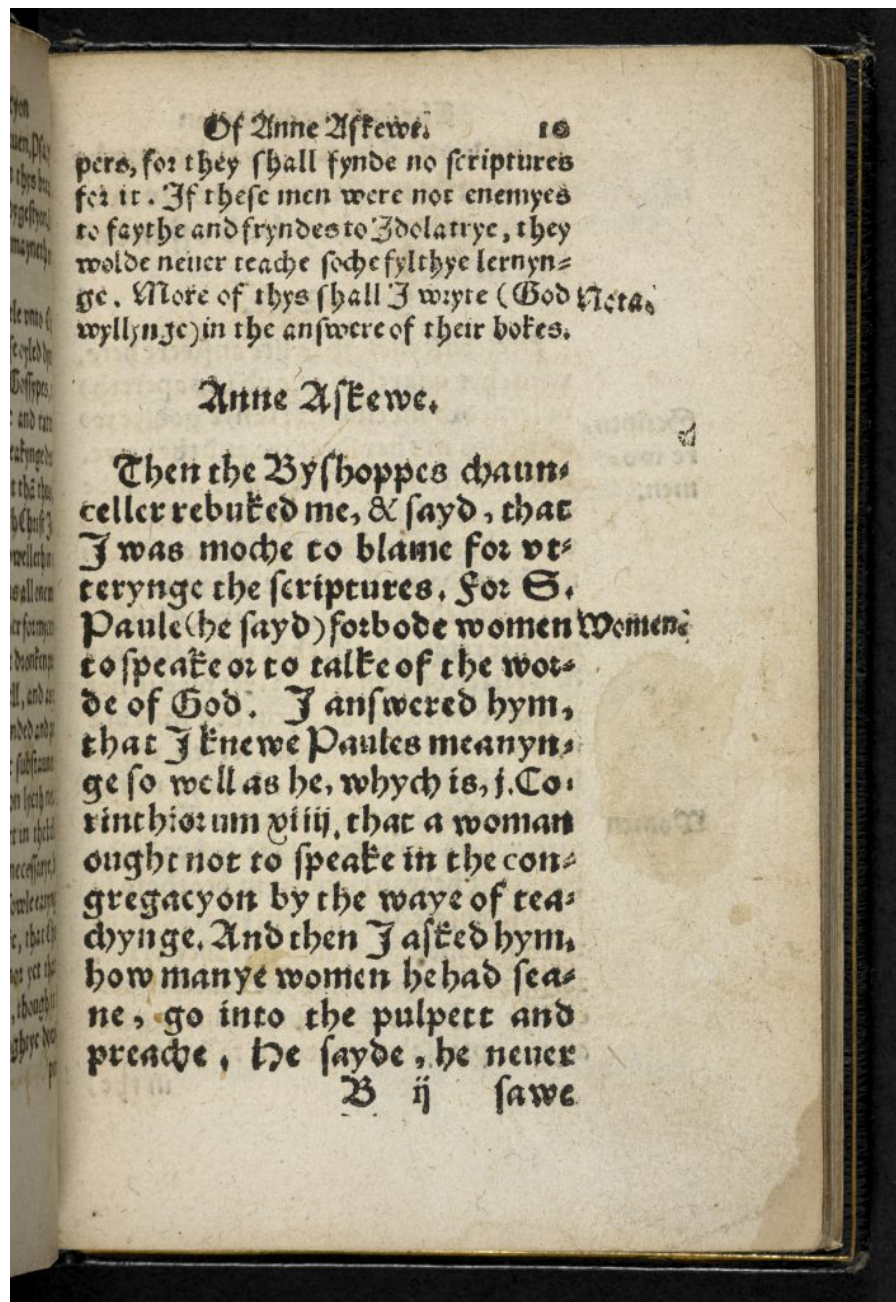 Of Anne Askewe. 10
pers, for they shall fynde no scriptures
for it. If these men were not enemyes
to faythe and fryndes to Idolatrye, they
wolde neuer teache soche fylthye lernyn=
ge. More of thys shall I wryte (God Nota.
wyllynge) in the answere of their bokes.
Anne Askewe.
Then the Byshoppes chaun=
celler rebuked me, & sayd, that
I was moche to blame for vt=
terynge the scriptures. For S.
Paule (he sayd) forbode women Women.
to speake or to talke of the wor=
de of God. I answered hym,
that I knewe Paules meanyn=
ge so well as he, whych is, j. Co=
rinthiorum xiiij. that a woman
ought not to speake in the con=
gregacyon by the waye of tea=
chynge. And then I asked hym,
how manye women he had sea=
ne, go into the pulpett and
preache. He sayde, he neuer
B ij sawe